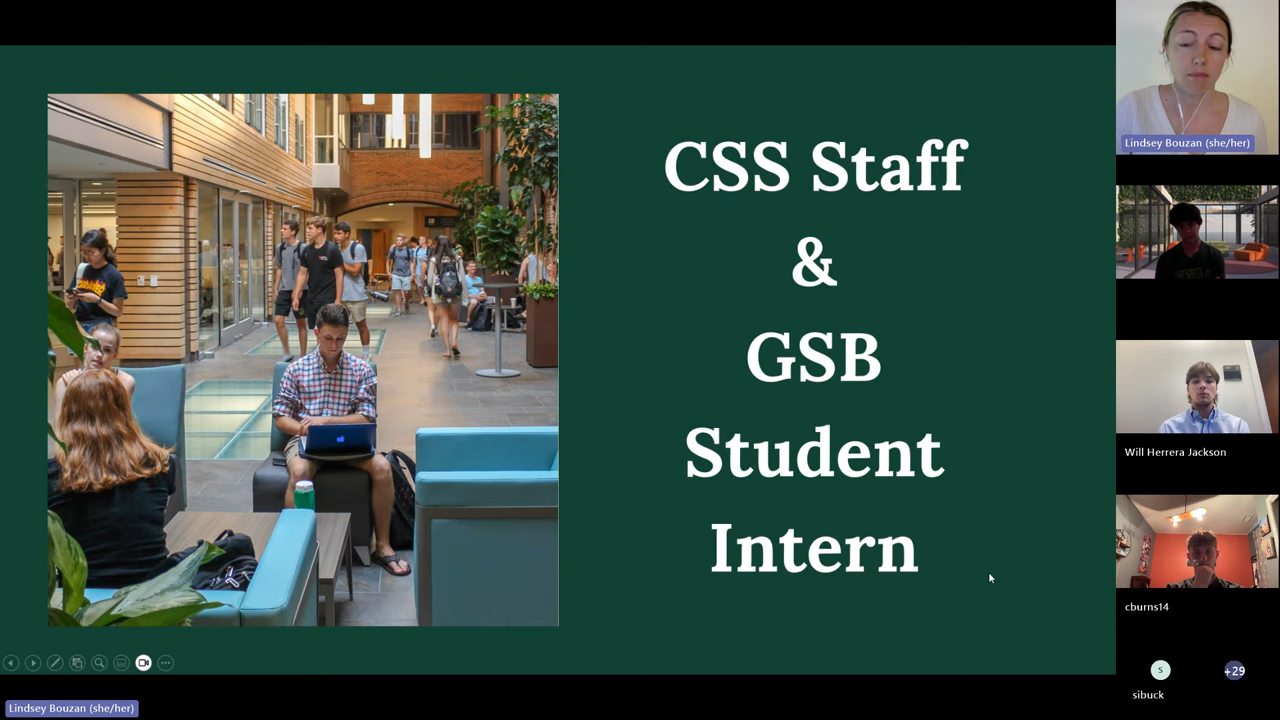 CSS Staff
&
GSB
Student
Intern
Lindsey Bouzan (she/her)
Will Herrera Jackson
cburns14
S
+29
sibuck
Lindsey Bouzan (she/her)